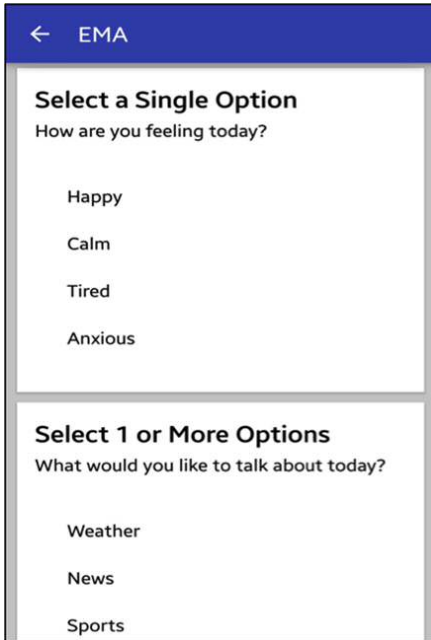 EMA
Select a Single Option
How are you feeling today?
Happy
Calm
Tired
Anxious
Select 1 or More Options
What would you like to talk about today?
Weather
News
Sports